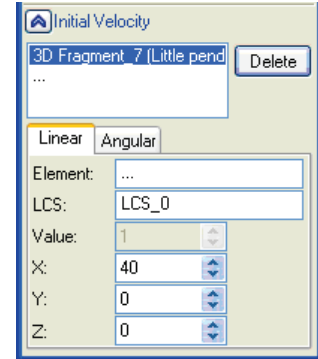 Initial Velocity
3D Fragment_7 (Little pend
...
Delete
Linear Angular
Element: ...
LCS: LCS_0
Value: 1
X: 40
Y: 0
Z: 0